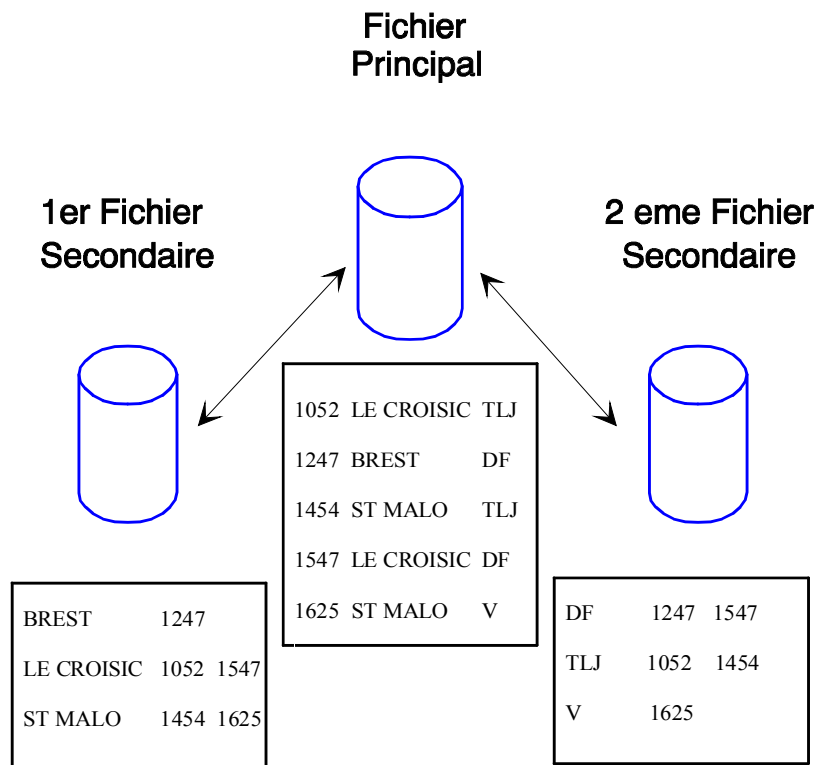 Fichier
Principal
1er Fichier
Secondaire
2 eme Fichier
Secondaire
1052 LE CROISIC TLJ
1247 BREST DF
1454 ST MALO TLJ
1547 LE CROISIC DF
1625 ST MALO V
BREST 1247
LE CROISIC 1052 1547
ST MALO 1454 1625
DF 1247 1547
TLJ 1052 1454
V 1625